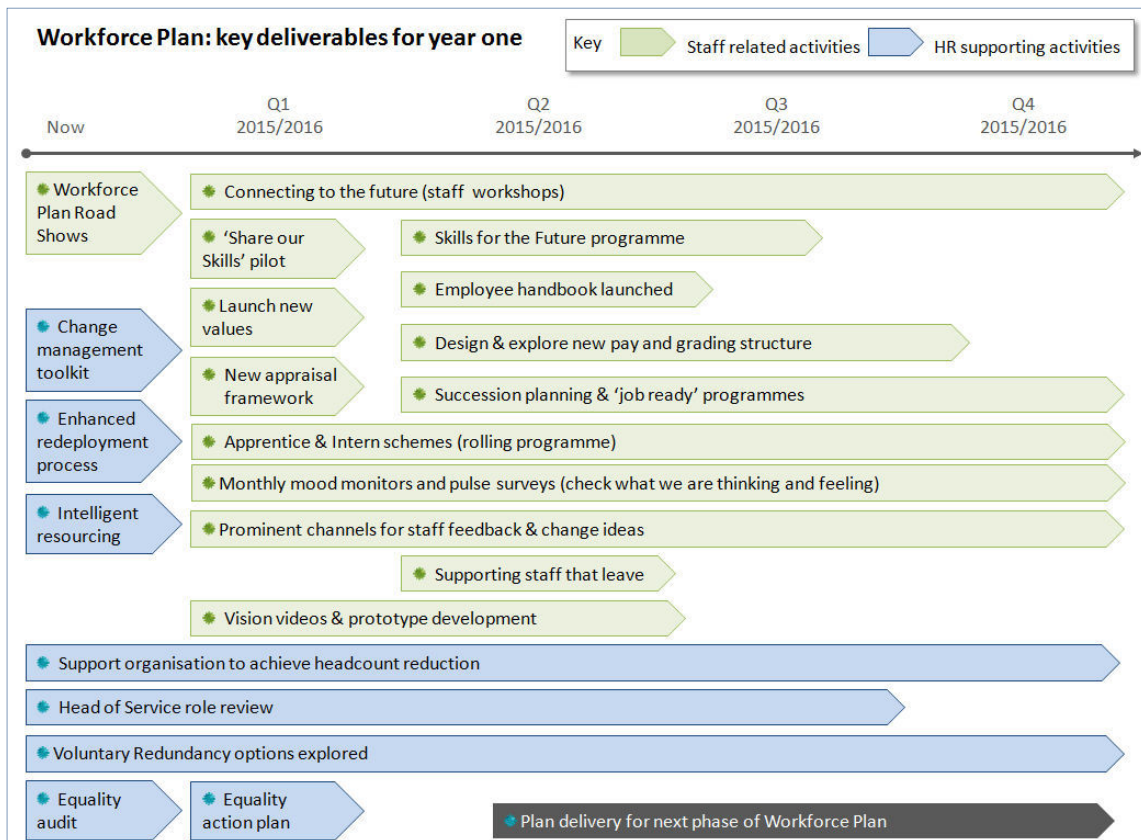 Workforce Plan: key deliverables for year one
Key
Staff related activities
HR supporting activities
Now
Q1
2015/2016
Q2
2015/2016
Q3
2015/2016
Q4
2015/2016
Workforce
Plan Road
Shows
Connecting to the future (staff workshops)
‘Share our
Skills’ pilot
Skills for the Future programme
Employee handbook launched
Launch new
values
Change
management
toolkit
Design & explore new pay and grading structure
New appraisal
framework
Succession planning & ‘job ready’ programmes
Enhanced
redeployment
process
Apprentice & Intern schemes (rolling programme)
Monthly mood monitors and pulse surveys (check what we are thinking and feeling)
Intelligent
resourcing
Prominent channels for staff feedback & change ideas
Supporting staff that leave
Vision videos & prototype development
Support organisation to achieve headcount reduction
Head of Service role review
Voluntary Redundancy options explored
Equality
audit
Equality
action plan
Plan delivery for next phase of Workforce Plan